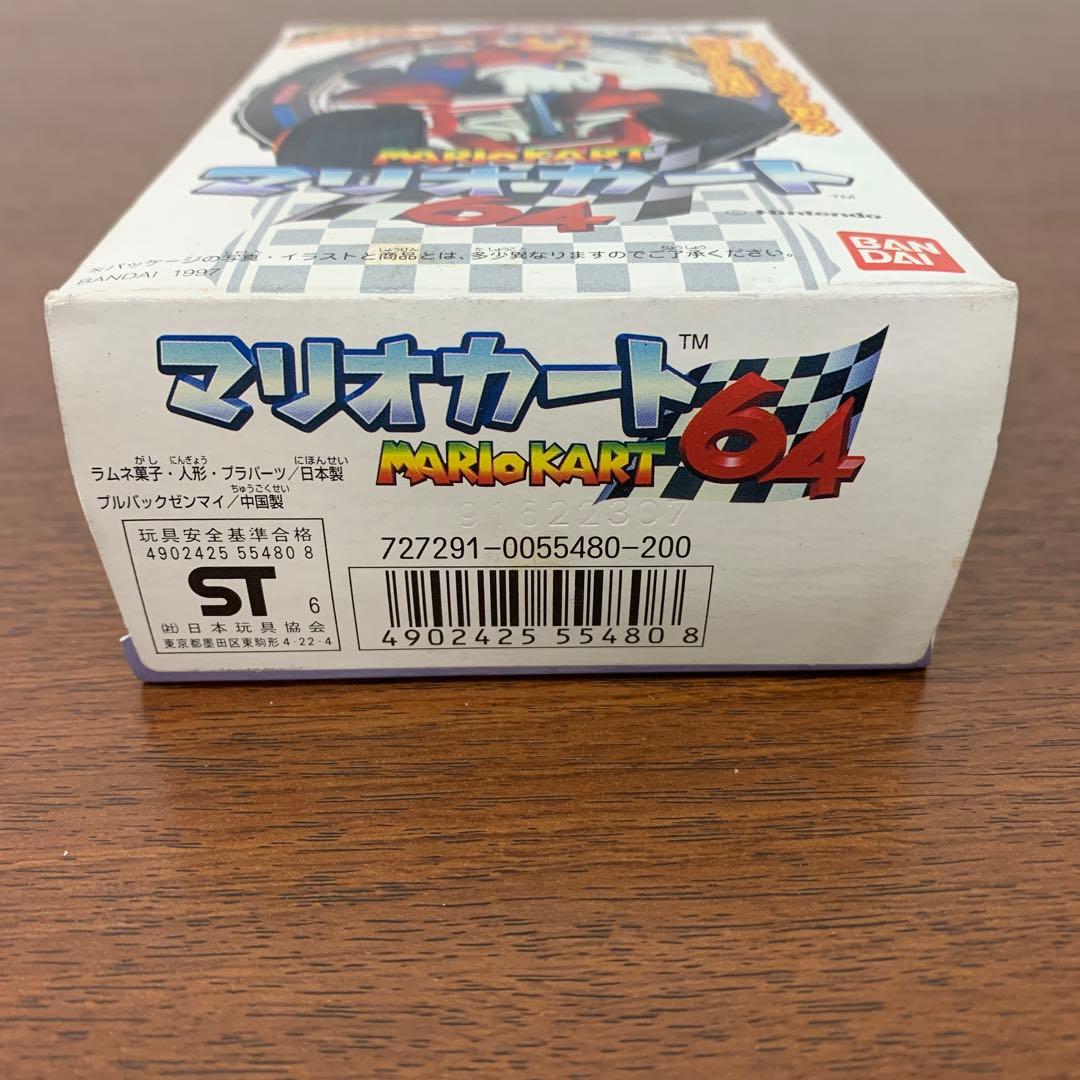 MARIO KART
マリオカート
64
TM
© Nintendo
※パッケージの写真・イラストと商品とは、多少異なりますのでご了承ください。
BANDAI 1997
BAN
DAI
マリオカート™
MARIO KART 64
ラムネ菓子・人形・プラパーツ/日本製
プルバックゼンマイ/中国製
91622307
玩具安全基準合格
4902425 55480 8
ST 6
㈳日本玩具協会
東京都墨田区東駒形4-22-4
727291-0055480-200
4902425 554808